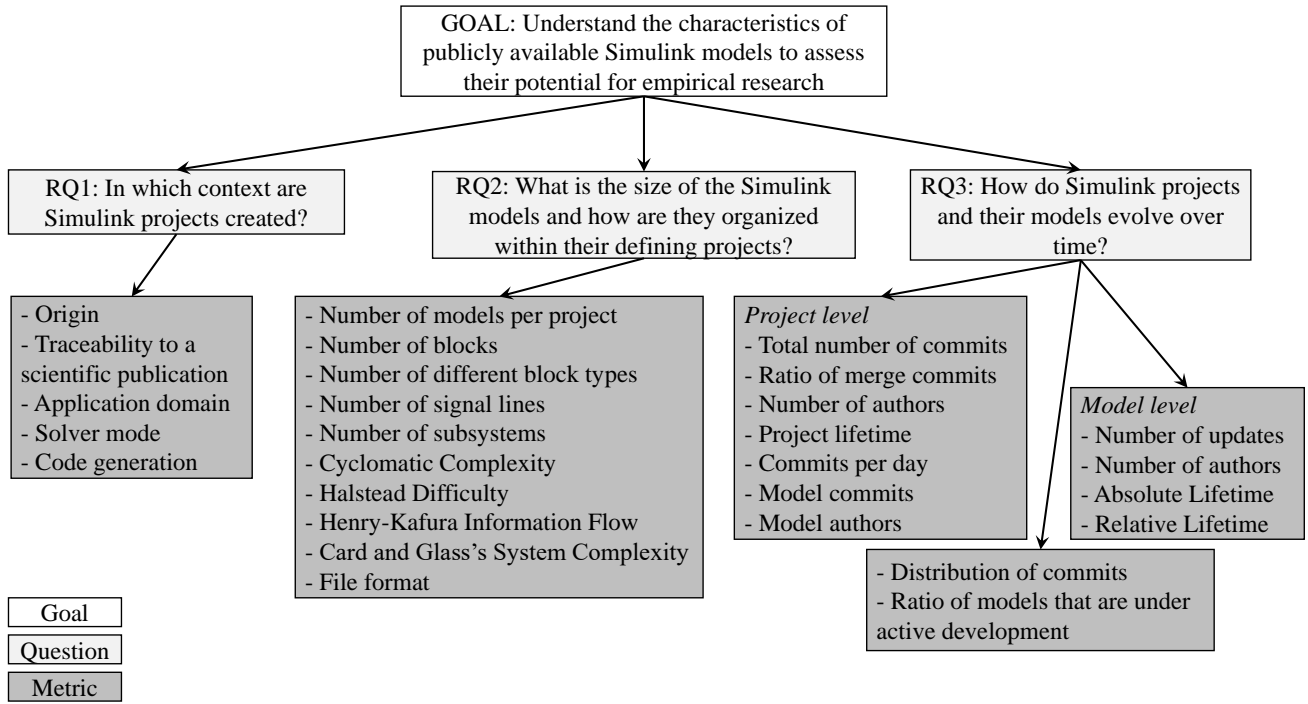 GOAL: Understand the characteristics of
publicly available Simulink models to assess
their potential for empirical research
RQ1: In which context are
Simulink projects created?
RQ2: What is the size of the Simulink
models and how are they organized
within their defining projects?
RQ3: How do Simulink projects
and their models evolve over
time?
- Origin
- Traceability to a
scientific publication
- Application domain
- Solver mode
- Code generation
- Number of models per project
- Number of blocks
- Number of different block types
- Number of signal lines
- Number of subsystems
- Cyclomatic Complexity
- Halstead Difficulty
- Henry-Kafura Information Flow
- Card and Glass's System Complexity
- File format
Project level
- Total number of commits
- Ratio of merge commits
- Number of authors
- Project lifetime
- Commits per day
- Model commits
- Model authors
Model level
- Number of updates
- Number of authors
- Absolute Lifetime
- Relative Lifetime
- Distribution of commits
- Ratio of models that are under
active development
Goal
Question
Metric